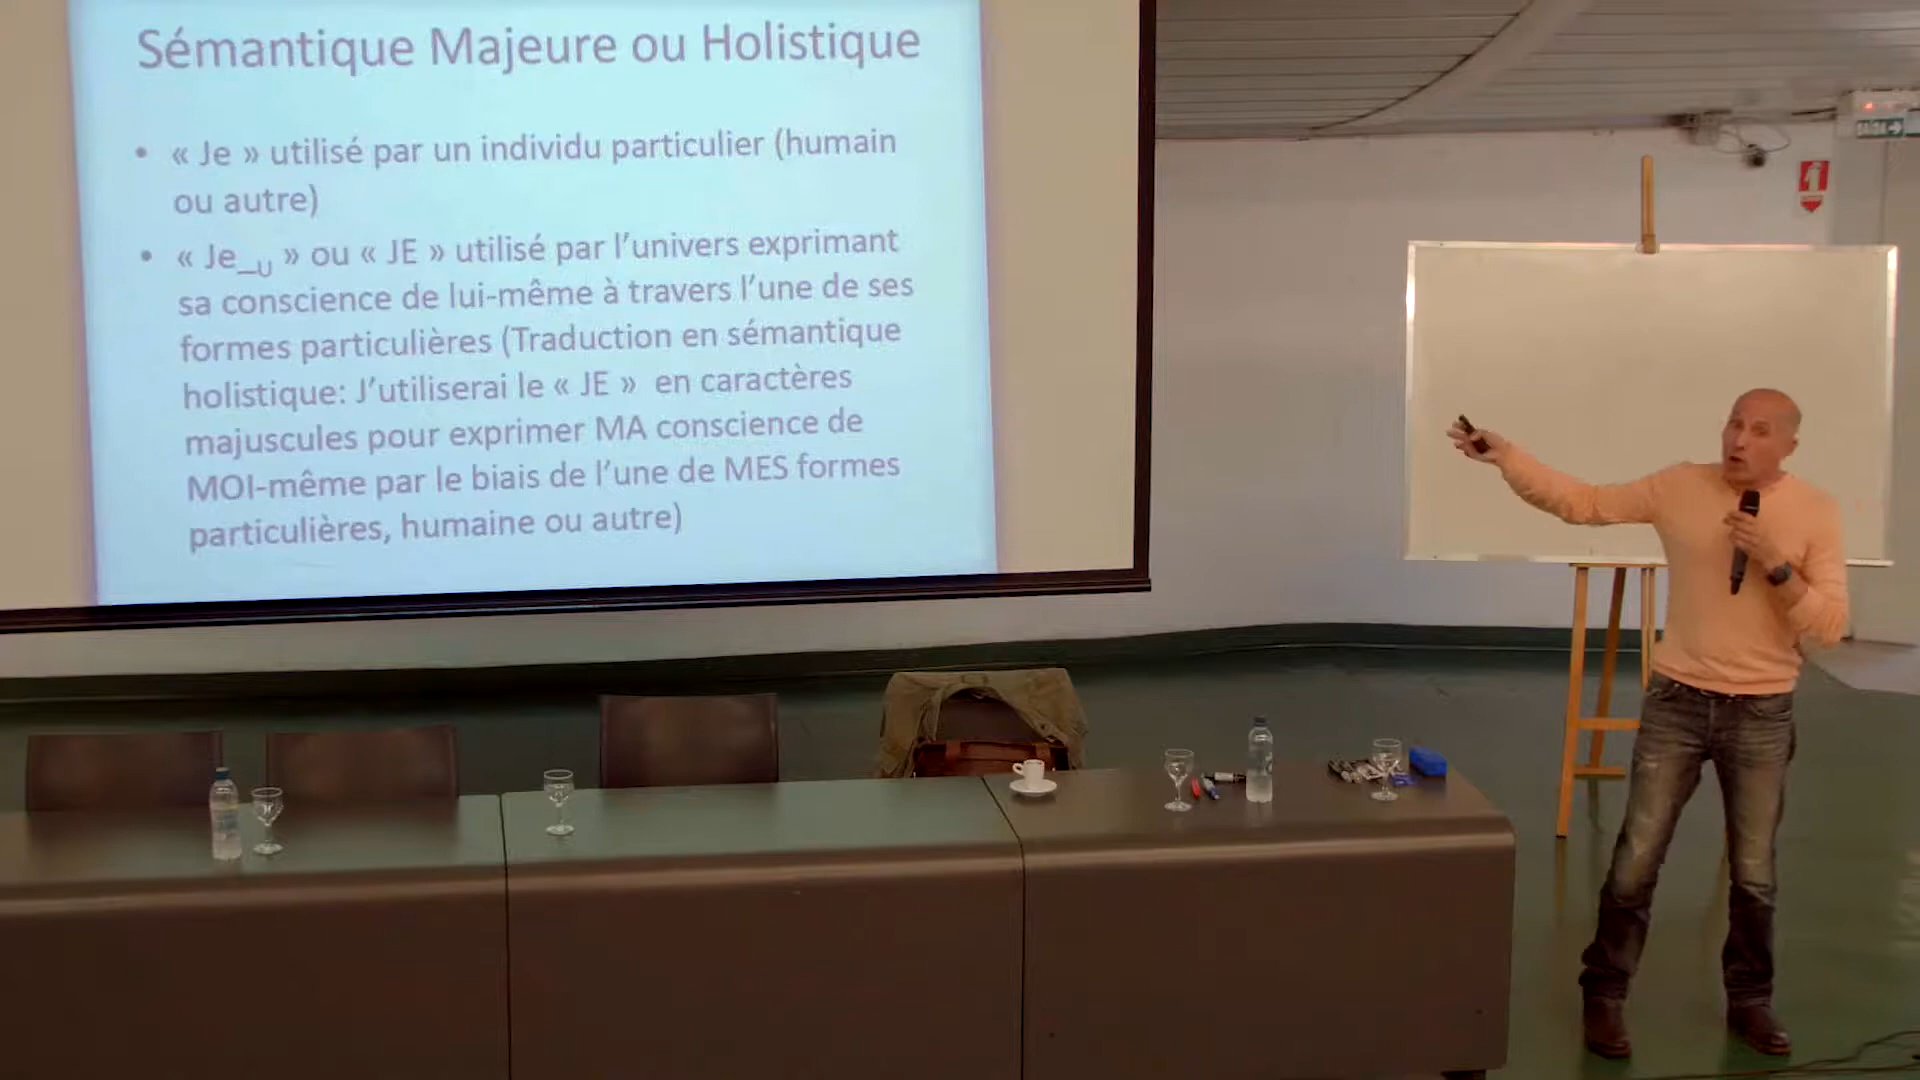 Sémantique Majeure ou Holistique
• « Je » utilisé par un individu particulier (humain
ou autre)
• « Je_U » ou « JE » utilisé par l'univers exprimant
sa conscience de lui-même à travers l'une de ses
formes particulières (Traduction en sémantique
holistique: J'utiliserai le « JE » en caractères
majuscules pour exprimer MA conscience de
MOI-même par le biais de l'une de MES formes
particulières, humaine ou autre)
SAÍDA